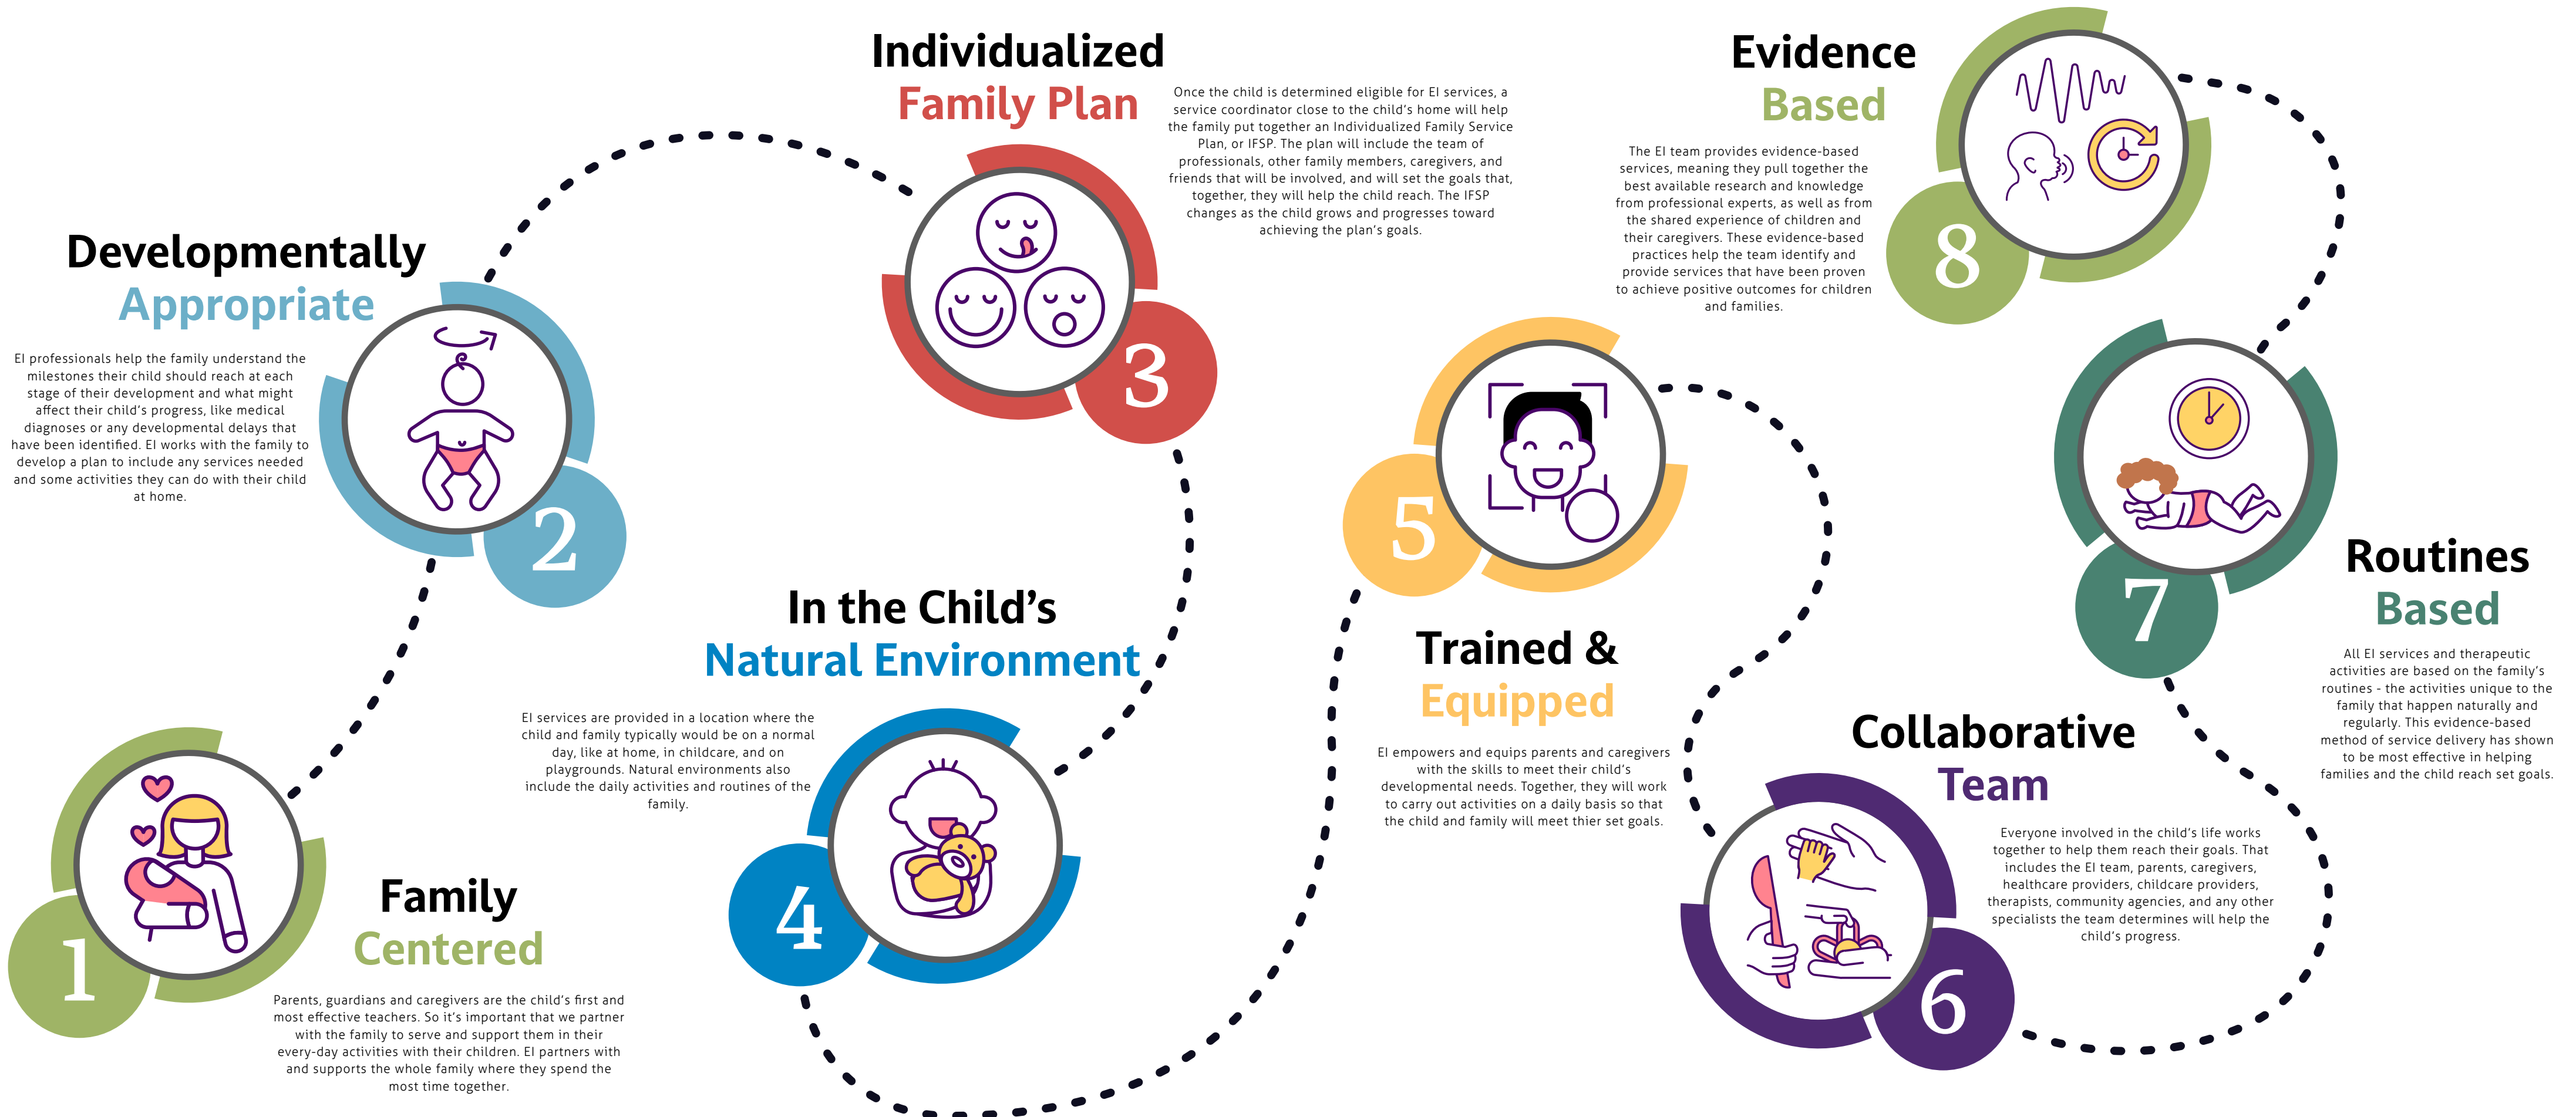 1
Family
Centered
Parents, guardians and caregivers are the child's first and
most effective teachers. So it's important that we partner
with the family to serve and support them in their
every-day activities with their children. EI partners with
and supports the whole family where they spend the
most time together.
Developmentally
Appropriate
EI professionals help the family understand the
milestones their child should reach at each
stage of their development and what might
affect their child's progress, like medical
diagnoses or any developmental delays that
have been identified. EI works with the family to
develop a plan to include any services needed
and some activities they can do with their child
at home.
2
Individualized
Family Plan
Once the child is determined eligible for EI services, a
service coordinator close to the child's home will help
the family put together an Individualized Family Service
Plan, or IFSP. The plan will include the team of
professionals, other family members, caregivers, and
friends that will be involved, and will set the goals that,
together, they will help the child reach. The IFSP
changes as the child grows and progresses toward
achieving the plan's goals.
3
In the Child's
Natural Environment
EI services are provided in a location where the
child and family typically would be on a normal
day, like at home, in childcare, and on
playgrounds. Natural environments also
include the daily activities and routines of the
family.
4
5
Trained &
Equipped
EI empowers and equips parents and caregivers
with the skills to meet their child's
developmental needs. Together, they will work
to carry out activities on a daily basis so that
the child and family will meet thier set goals.
Collaborative
Team
Everyone involved in the child's life works
together to help them reach their goals. That
includes the EI team, parents, caregivers,
healthcare providers, childcare providers,
therapists, community agencies, and any other
specialists the team determines will help the
child's progress.
6
7
Routines
Based
All EI services and therapeutic
activities are based on the family's
routines - the activities unique to the
family that happen naturally and
regularly. This evidence-based
method of service delivery has shown
to be most effective in helping
families and the child reach set goals.
Evidence
Based
The EI team provides evidence-based
services, meaning they pull together the
best available research and knowledge
from professional experts, as well as from
the shared experience of children and
their caregivers. These evidence-based
practices help the team identify and
provide services that have been proven
to achieve positive outcomes for children
and families.
8